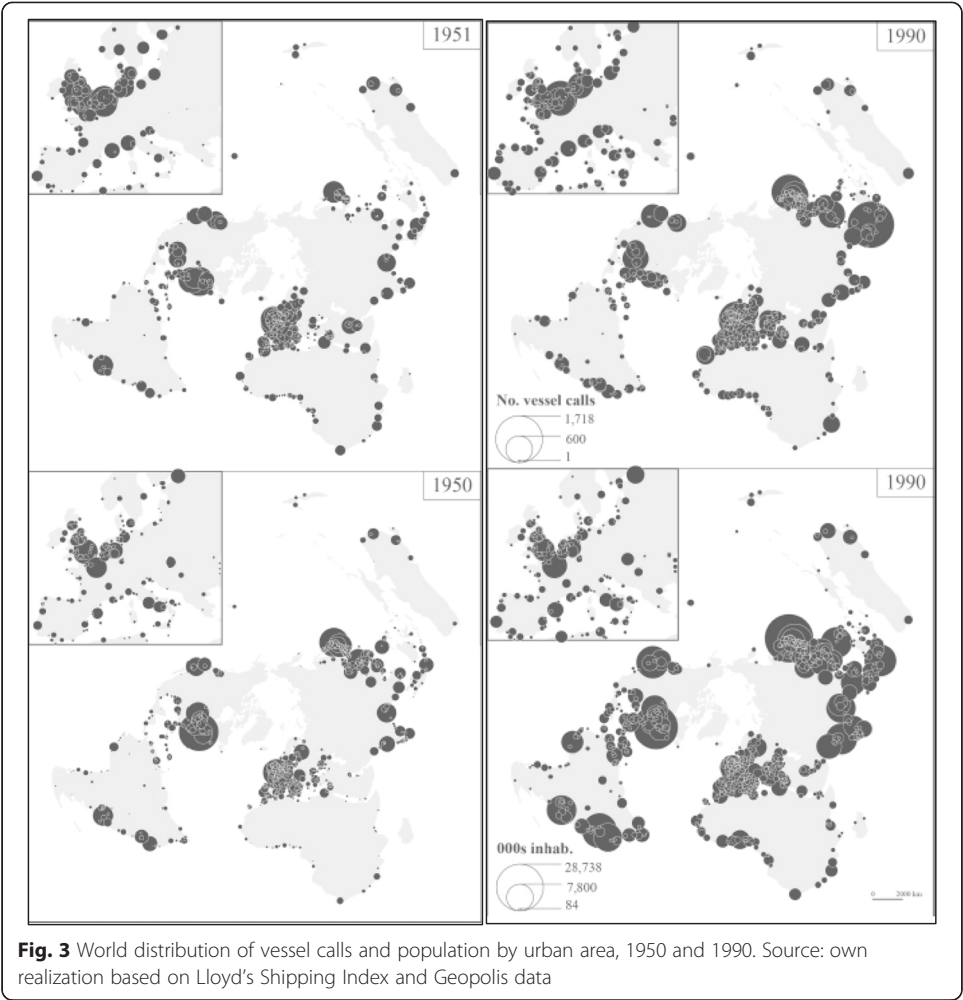 1951
1990
No. vessel calls
1,718
600
1
1950
1990
000s inhab.
28,738
7,800
84
0 2000 km
Fig. 3 World distribution of vessel calls and population by urban area, 1950 and 1990. Source: own
realization based on Lloyd’s Shipping Index and Geopolis data